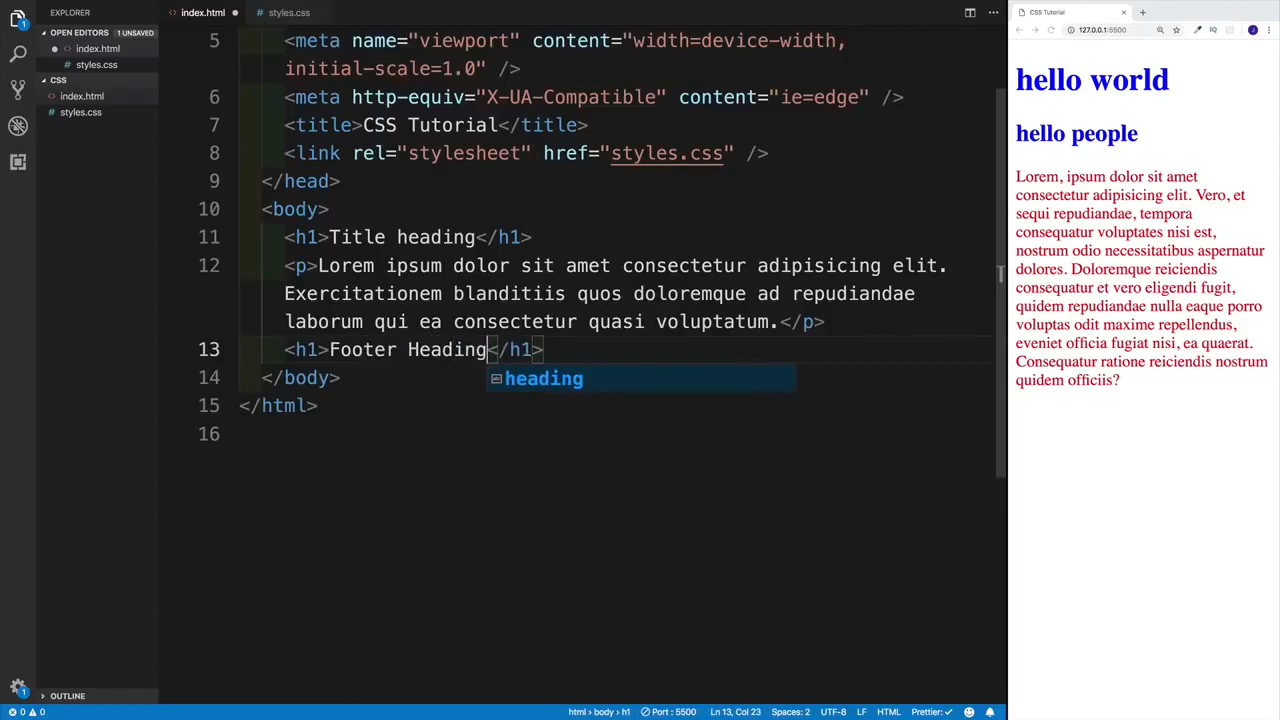 EXPLORER
OPEN EDITORS 1 UNSAVED
index.html
styles.css
CSS
index.html
styles.css
OUTLINE
1
1
index.html
styles.css
5 <meta name="viewport" content="width=device-width,
initial-scale=1.0" />
6 <meta http-equiv="X-UA-Compatible" content="ie=edge" />
7 <title>CSS Tutorial</title>
8 <link rel="stylesheet" href="styles.css" />
9 </head>
10 <body>
11 <h1>Title heading</h1>
12 <p>Lorem ipsum dolor sit amet consectetur adipisicing elit.
Exercitationem blanditiis quos doloremque ad repudiandae
laborum qui ea consectetur quasi voluptatum.</p>
13 <h1>Footer Heading</h1>
heading
14 </body>
15 </html>
16
0 0 html › body › h1 Port : 5500 Ln 13, Col 23 Spaces: 2 UTF-8 LF HTML Prettier: ✓
CSS Tutorial
127.0.0.1:5500
IQ
J
hello world
hello people
Lorem, ipsum dolor sit amet
consectetur adipisicing elit. Vero, et
sequi repudiandae, tempora
consequatur voluptates nisi est,
nostrum odio necessitatibus aspernatur
dolores. Doloremque reiciendis
consequatur et vero eligendi fugit,
quidem repudiandae nulla eaque porro
voluptas odit maxime repellendus,
eveniet officia fugiat nisi, ea quaerat.
Consequatur ratione reiciendis nostrum
quidem officiis?